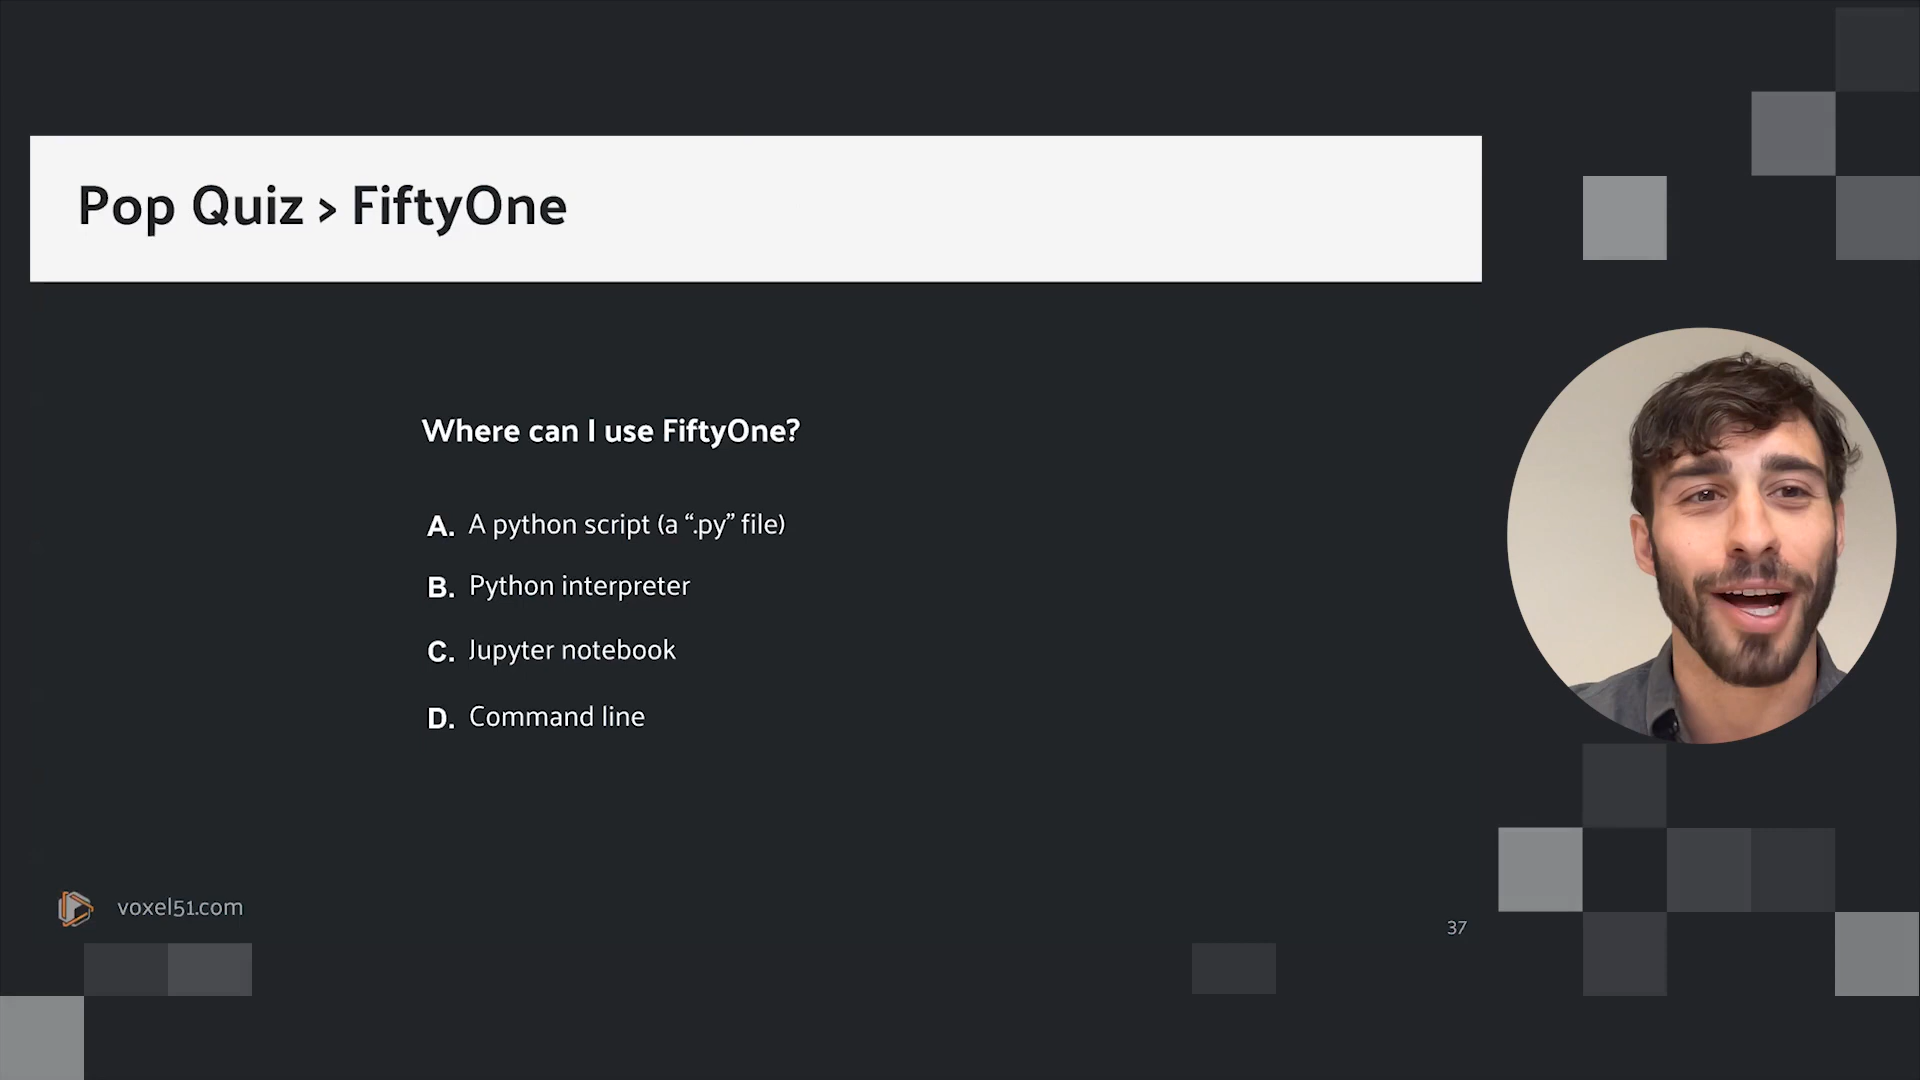 Pop Quiz > FiftyOne
Where can I use FiftyOne?
A. A python script (a “.py” file)
B. Python interpreter
C. Jupyter notebook
D. Command line
voxel51.com
37